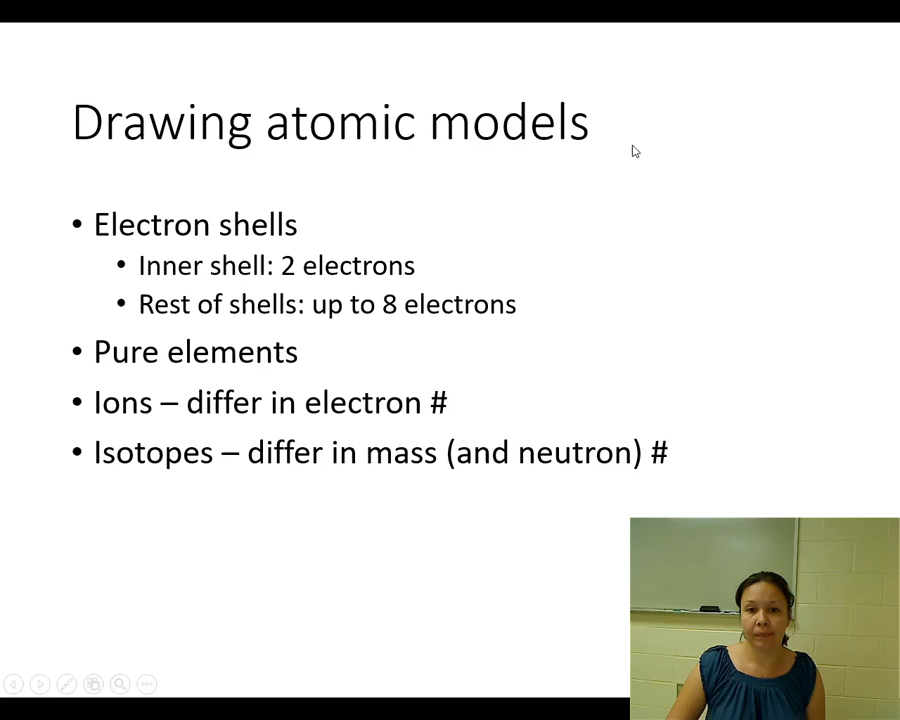 Drawing atomic models
• Electron shells
• Inner shell: 2 electrons
• Rest of shells: up to 8 electrons
• Pure elements
• Ions – differ in electron #
• Isotopes – differ in mass (and neutron) #